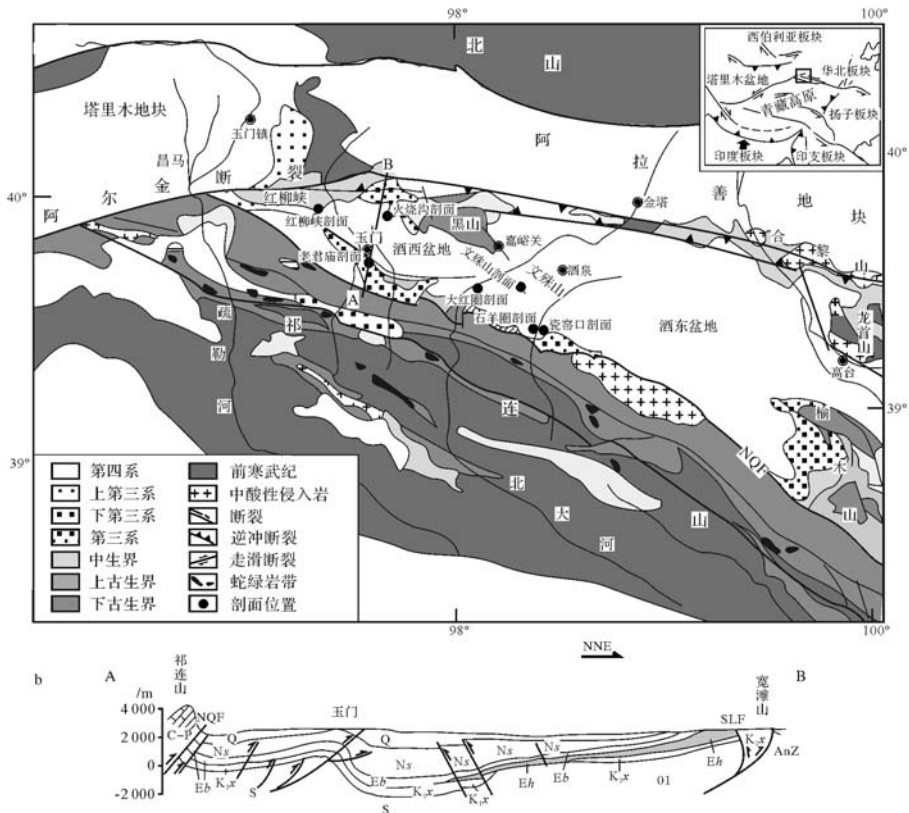 98°
100°
北
山
西伯利亚板块
塔里木盆地
华北板块
青藏高原
扬子板块
印度板块
印支板块
塔里木地块
玉门镇
昌马
断
裂
阿
拉
善
地
块
40°
40°
B
阿
尔
金
红柳峡
红柳峡剖面
火烧沟剖面
黑山
金塔
玉门
老君庙剖面
酒西盆地
嘉峪关
文殊山剖面
文殊山
酒泉
合
黎
山
A
大红圈剖面
石羊圈剖面
瓷窑口剖面
酒东盆地
龙首山
高台
疏
勒
河
祁
连
山
39°
39°
NQF
榆
木
山
北
大
河
第四系
上第三系
下第三系
第三系
中生界
上古生界
下古生界
前寒武纪
中酸性侵入岩
断裂
逆冲断裂
走滑断裂
蛇绿岩带
剖面位置
98°
100°
NNE
b
A
祁连山
玉门
宽滩山
B
/m
4 000
2 000
0
-2 000
C-P
NQF
Q
Ns
Eb
K₁x
S
Q
Ns
Eb
K₁x
S
Ns
Ns
K₁x
Eh
Eb
Ns
K₁x
01
Eh
SLF
K₁x
AnZ